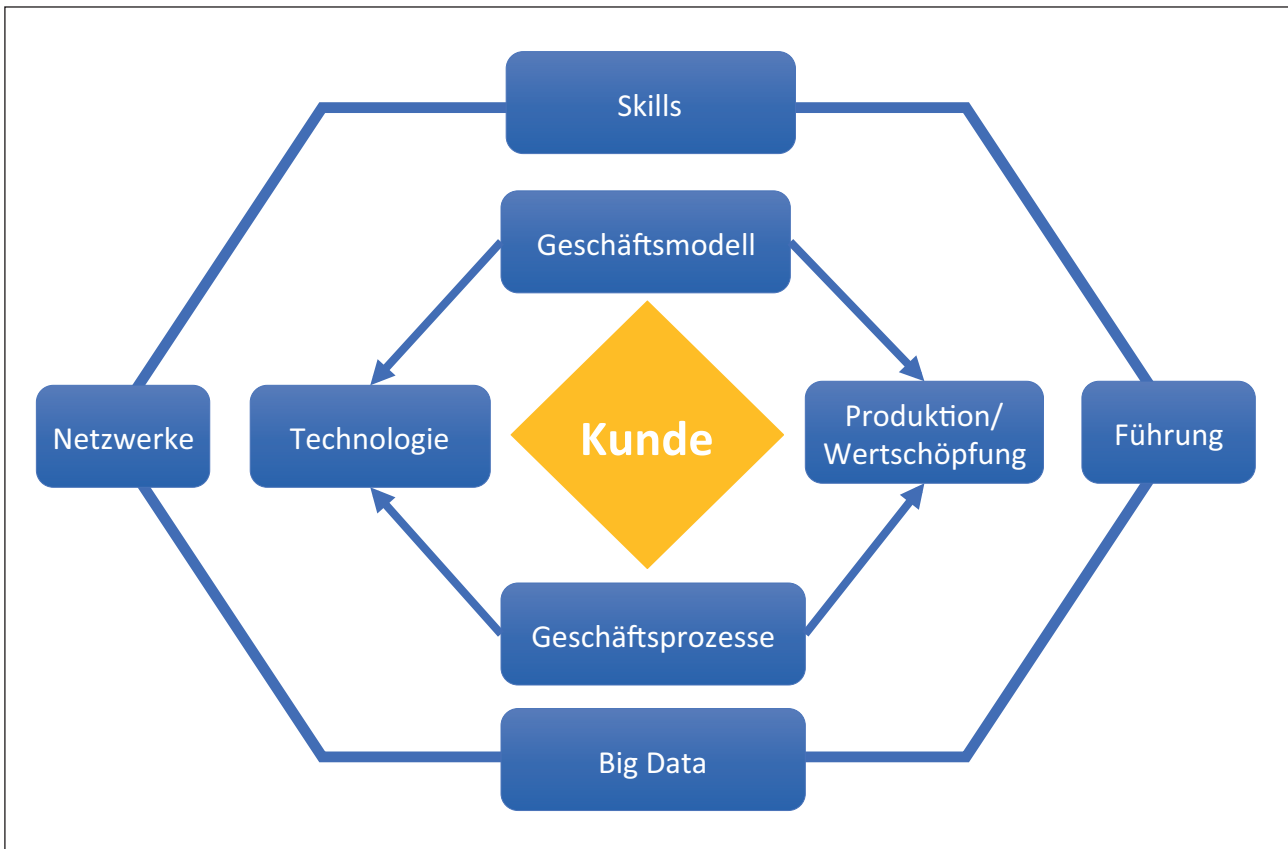 Skills
Geschäftsmodell
Netzwerke
Technologie
Kunde
Produktion/
Wertschöpfung
Führung
Geschäftsprozesse
Big Data